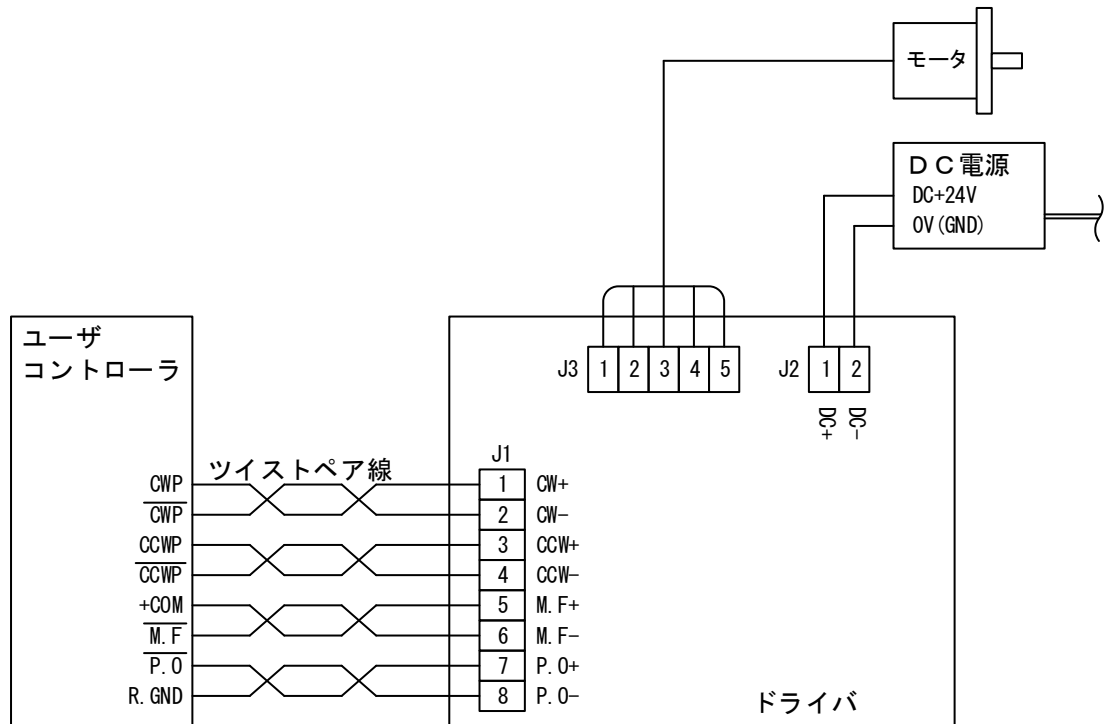 モータ
DC電源
DC+24V
0V(GND)
ユーザ
コントローラ
J3 1 2 3 4 5
J2 1 2
DC+
DC-
ツイストペア線
J1
CWP 1 CW+
CWP 2 CW-
CCWP 3 CCW+
CCWP 4 CCW-
+COM 5 M.F+
M.F 6 M.F-
P.O 7 P.O+
R.GND 8 P.O-
ドライバ